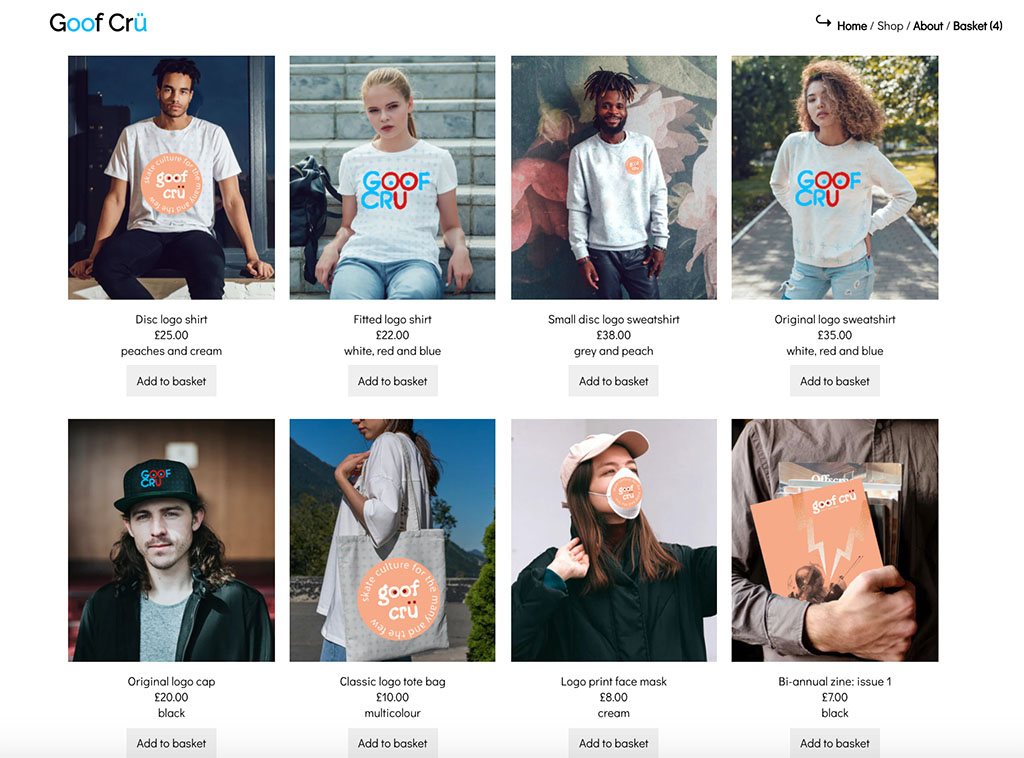 Goof Crü
Home / Shop / About / Basket (4)
skate culture for the many and the few
goof
crü
GOOF
CRU
goof
crü
GOOF
CRU
Disc logo shirt
£25.00
peaches and cream
Add to basket
Fitted logo shirt
£22.00
white, red and blue
Add to basket
Small disc logo sweatshirt
£38.00
grey and peach
Add to basket
Original logo sweatshirt
£35.00
white, red and blue
Add to basket
GOOF
CRU
skate culture for the many and the few
goof
crü
goof
crü
goof crü
Original logo cap
£20.00
black
Add to basket
Classic logo tote bag
£10.00
multicolour
Add to basket
Logo print face mask
£8.00
cream
Add to basket
Bi-annual zine: issue 1
£7.00
black
Add to basket